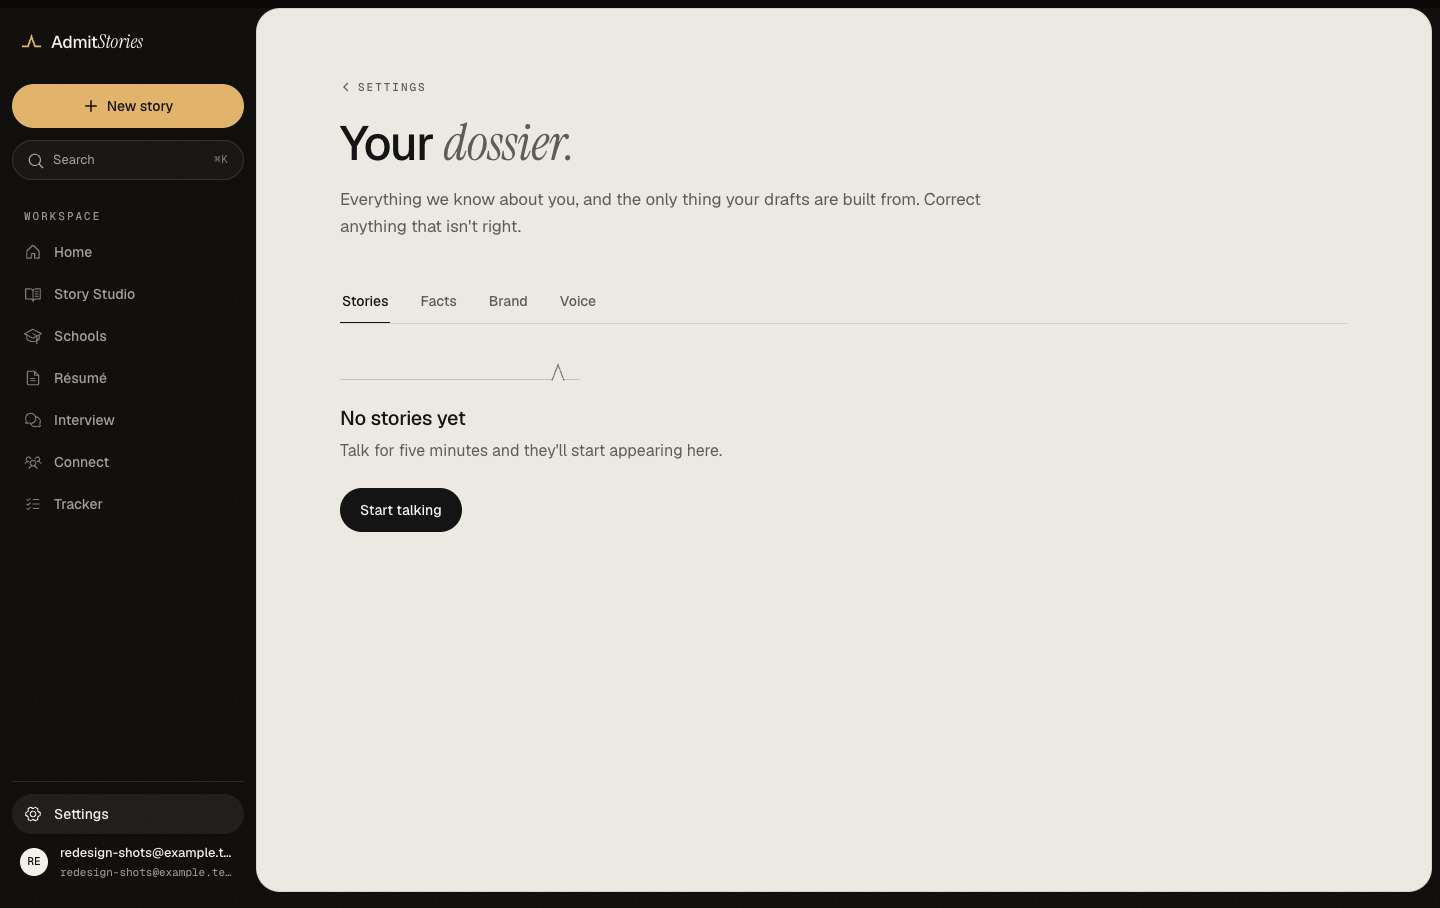 AdmitStories
New story
Search ⌘K
WORKSPACE
Home
Story Studio
Schools
Résumé
Interview
Connect
Tracker
Settings
RE
redesign-shots@example.t…
redesign-shots@example.te…
SETTINGS
Your dossier.
Everything we know about you, and the only thing your drafts are built from. Correct
anything that isn't right.
Stories Facts Brand Voice
No stories yet
Talk for five minutes and they'll start appearing here.
Start talking